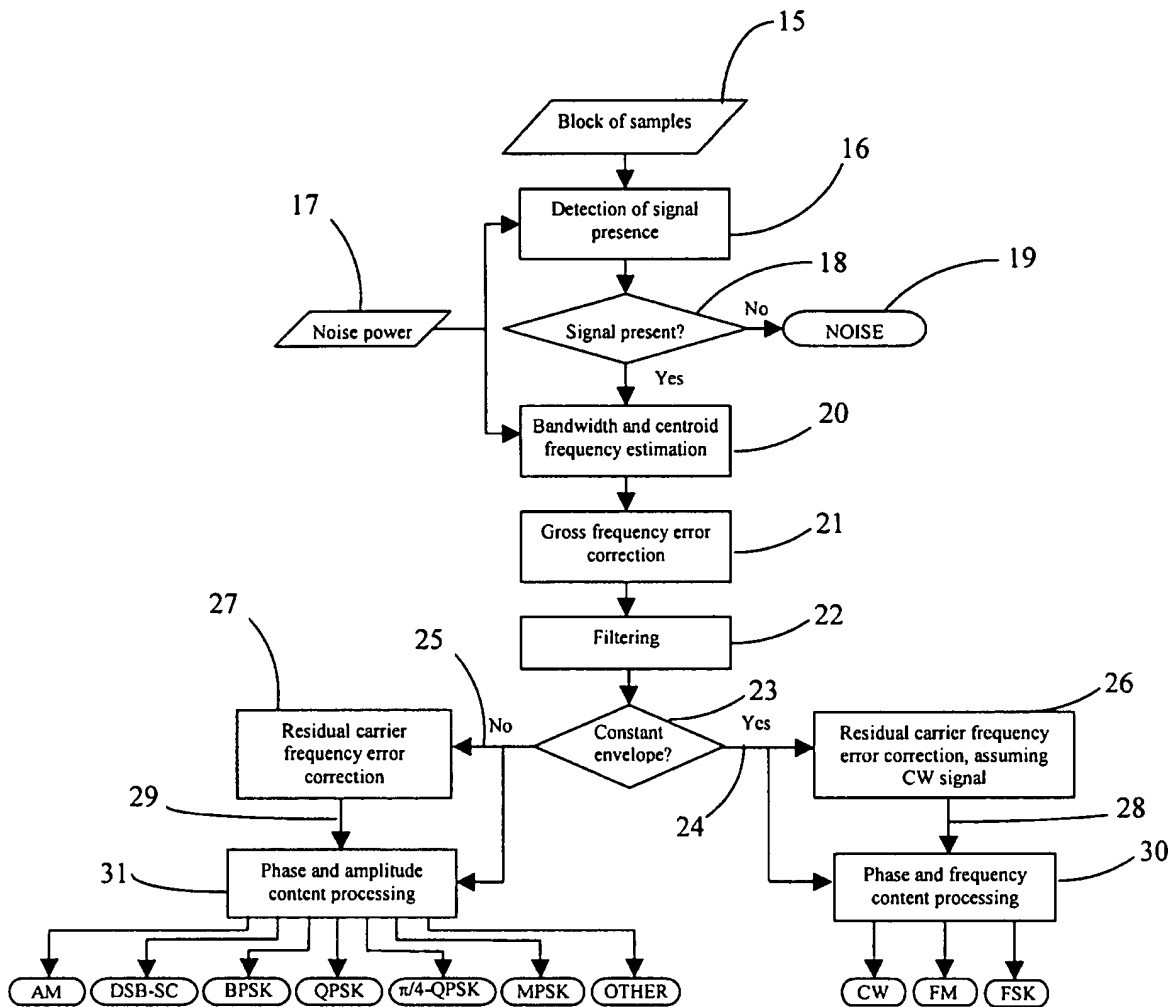 15
Block of samples
16
17
Detection of signal
presence
18
19
Noise power
Signal present?
No
NOISE
Yes
20
Bandwidth and centroid
frequency estimation
21
Gross frequency error
correction
27
22
25
Filtering
23
26
No
Yes
Residual carrier
frequency error
correction
Constant
envelope?
Residual carrier frequency
error correction, assuming
CW signal
29
24
28
31
Phase and amplitude
content processing
30
Phase and frequency
content processing
AM
DSB-SC
BPSK
QPSK
π/4-QPSK
MPSK
OTHER
CW
FM
FSK